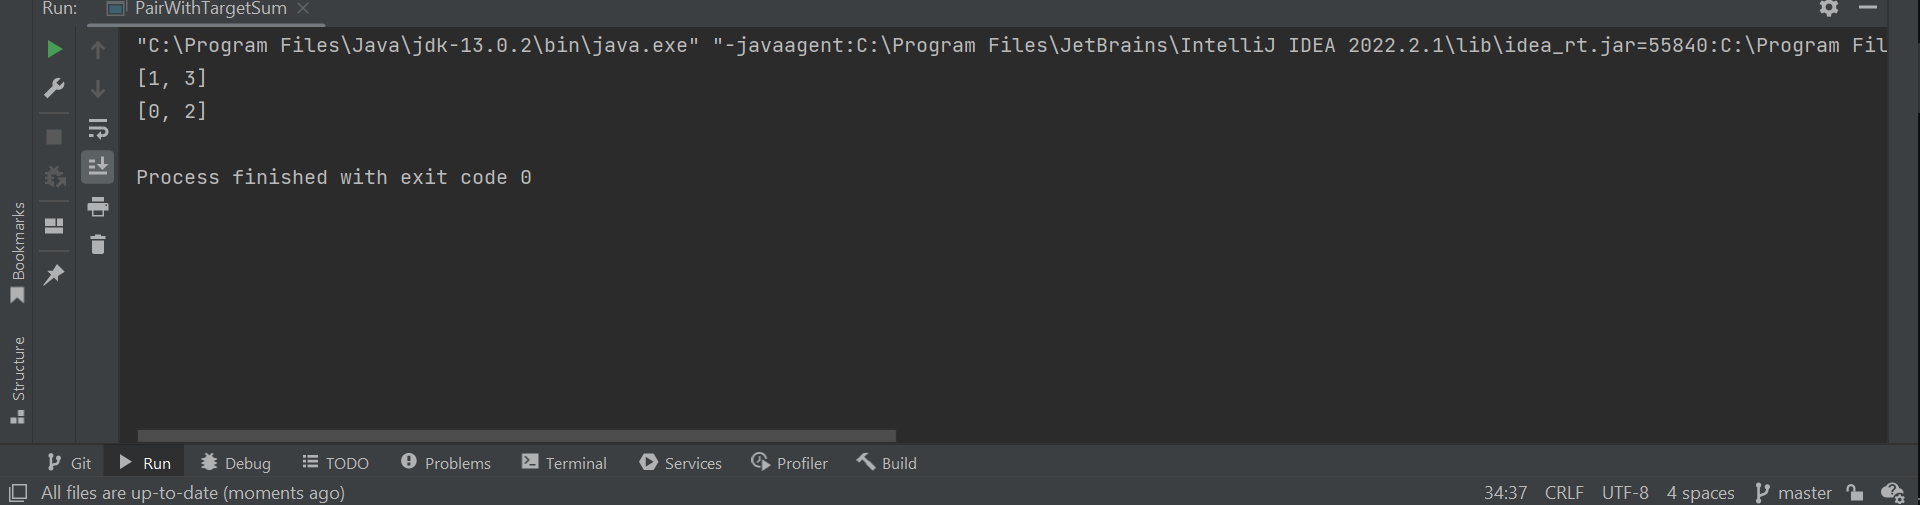 Run: PairWithTargetSum
"C:\Program Files\Java\jdk-13.0.2\bin\java.exe" "-javaagent:C:\Program Files\JetBrains\IntelliJ IDEA 2022.2.1\lib\idea_rt.jar=55840:C:\Program Fil
[1, 3]
[0, 2]
Process finished with exit code 0
Bookmarks
Structure
Git Run Debug TODO Problems Terminal Services Profiler Build
All files are up-to-date (moments ago) 34:37 CRLF UTF-8 4 spaces master